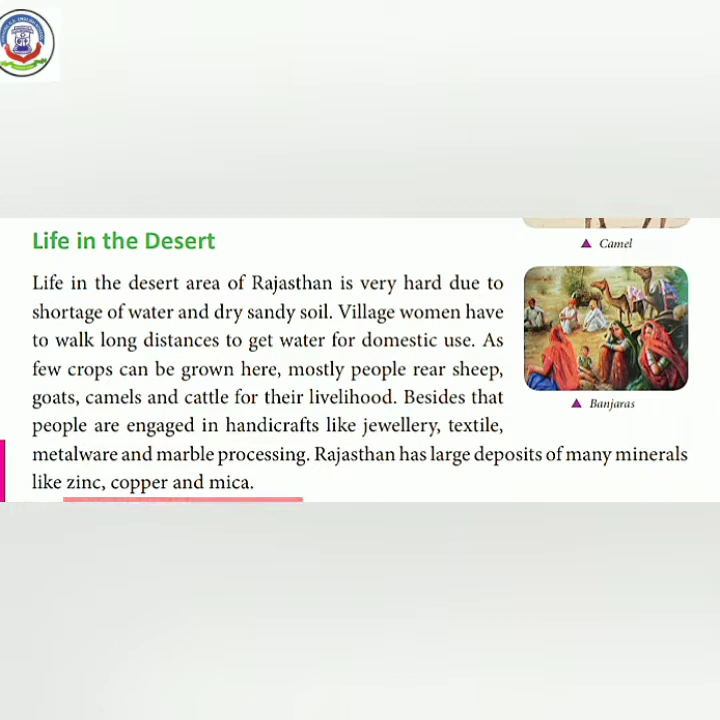 Camel
Life in the Desert
Life in the desert area of Rajasthan is very hard due to
shortage of water and dry sandy soil. Village women have
to walk long distances to get water for domestic use. As
few crops can be grown here, mostly people rear sheep,
goats, camels and cattle for their livelihood. Besides that
people are engaged in handicrafts like jewellery, textile,
metalware and marble processing. Rajasthan has large deposits of many minerals
like zinc, copper and mica.
Banjaras